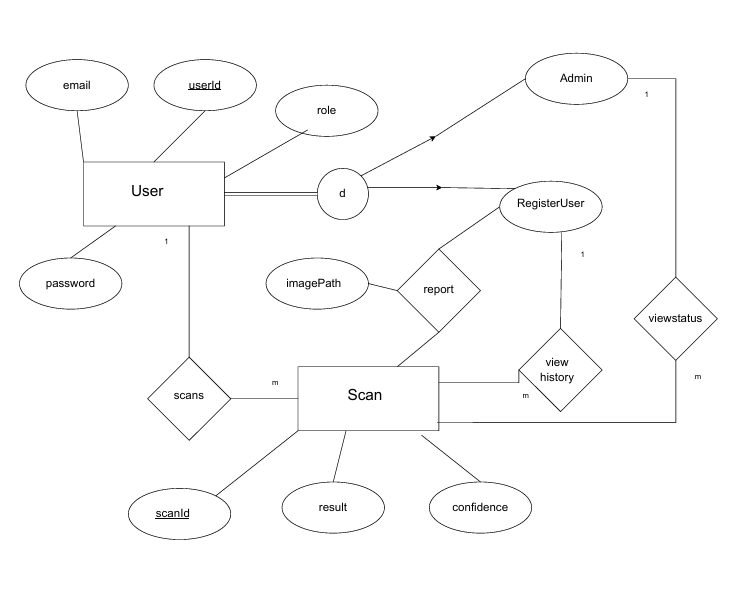 Admin
email
userId
1
role
User
d
RegisterUser
1
1
password
imagePath
report
viewstatus
view
history
m
m
scans
Scan
m
result
confidence
scanId